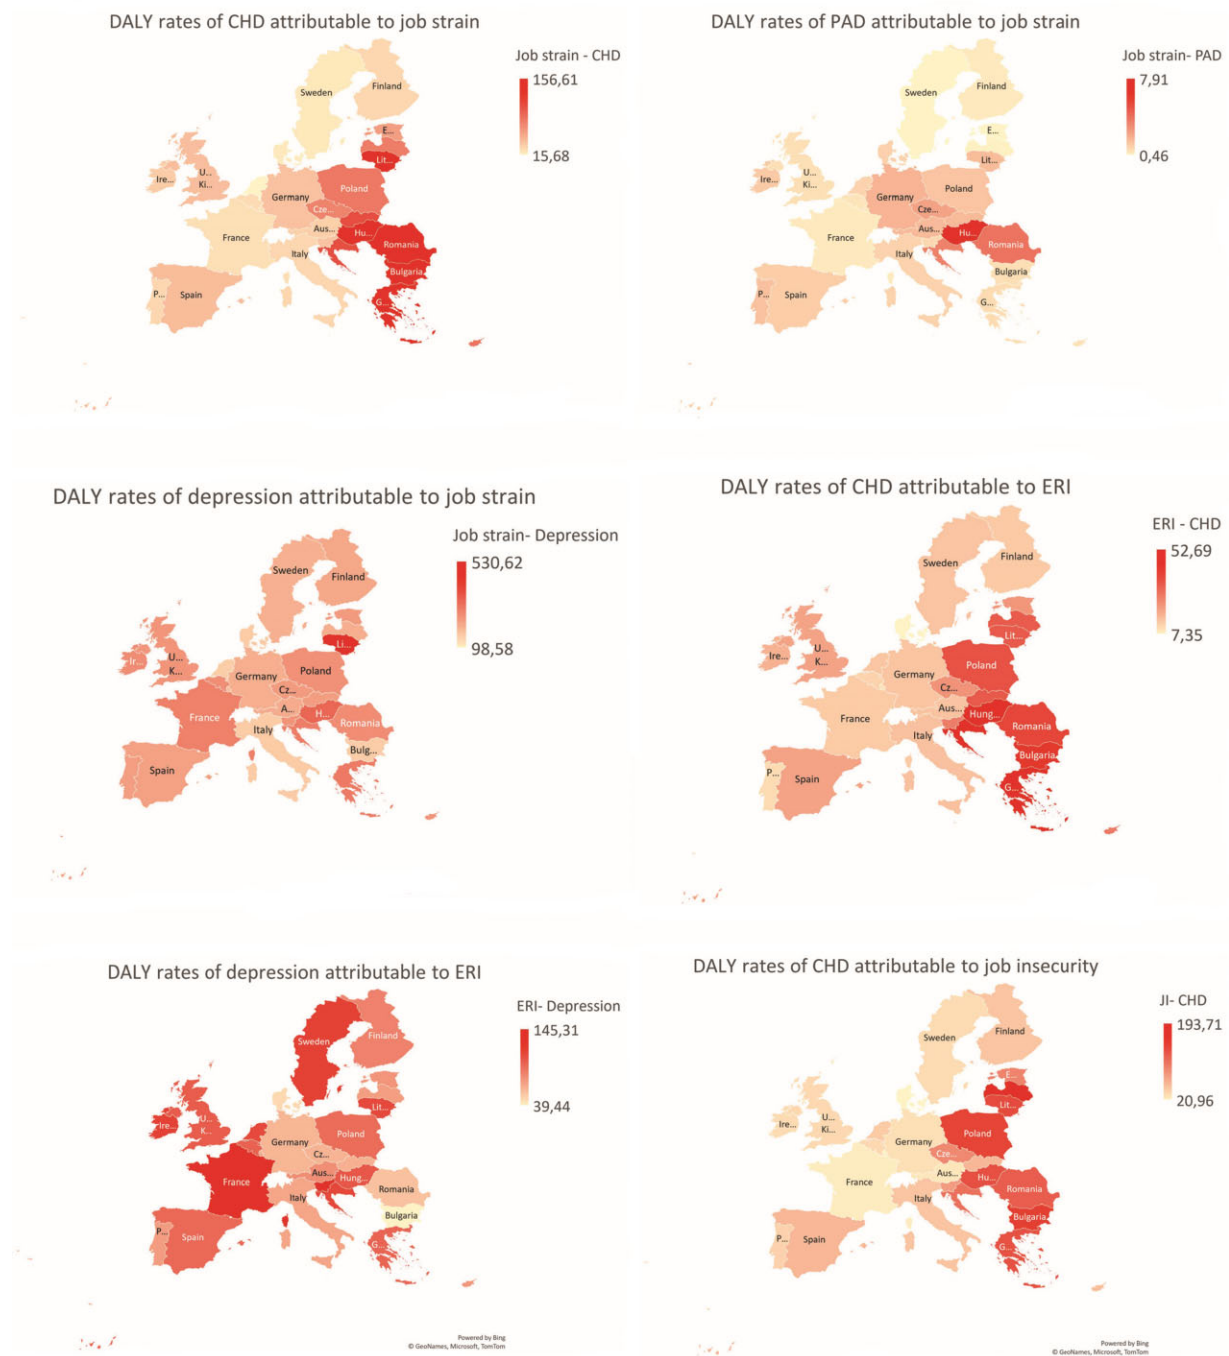 DALY rates of CHD attributable to job strain
Job strain - CHD
156,61
15,68
Finland
Sweden
E...
Lit...
Ire...
U...
Ki...
Poland
Germany
Cze...
Aus...
Hu...
France
Romania
Italy
Bulgaria
P...
Spain
G...
DALY rates of PAD attributable to job strain
Job strain- PAD
7,91
0,46
Finland
Sweden
E...
Lit...
Ire...
U...
Ki...
Poland
Germany
Cze...
Aus...
Hu...
France
Romania
Italy
Bulgaria
P...
Spain
G...
DALY rates of depression attributable to job strain
Job strain- Depression
530,62
98,58
Sweden
Finland
Li...
Ir...
U...
K...
Poland
Germany
Cz...
A...
H...
France
Romania
Italy
Bulg...
Spain
DALY rates of CHD attributable to ERI
ERI - CHD
52,69
7,35
Sweden
Finland
Lit...
Ire...
U...
K...
Poland
Germany
Cz...
Aus...
Hung...
France
Romania
Italy
Bulgaria
P...
Spain
G...
DALY rates of depression attributable to ERI
ERI- Depression
145,31
39,44
Sweden
Finland
Lit...
Ire...
U...
K...
Poland
Germany
Cz...
Aus...
Hung...
France
Romania
Italy
Bulgaria
P...
Spain
G...
Powered by Bing
© GeoNames, Microsoft, TomTom
DALY rates of CHD attributable to job insecurity
JI- CHD
193,71
20,96
Sweden
Finland
E...
Lit...
Ire...
U...
Ki...
Poland
Germany
Cze...
Aus...
Hu...
France
Romania
Italy
Bulgaria
P...
Spain
G...
Powered by Bing
© GeoNames, Microsoft, TomTom